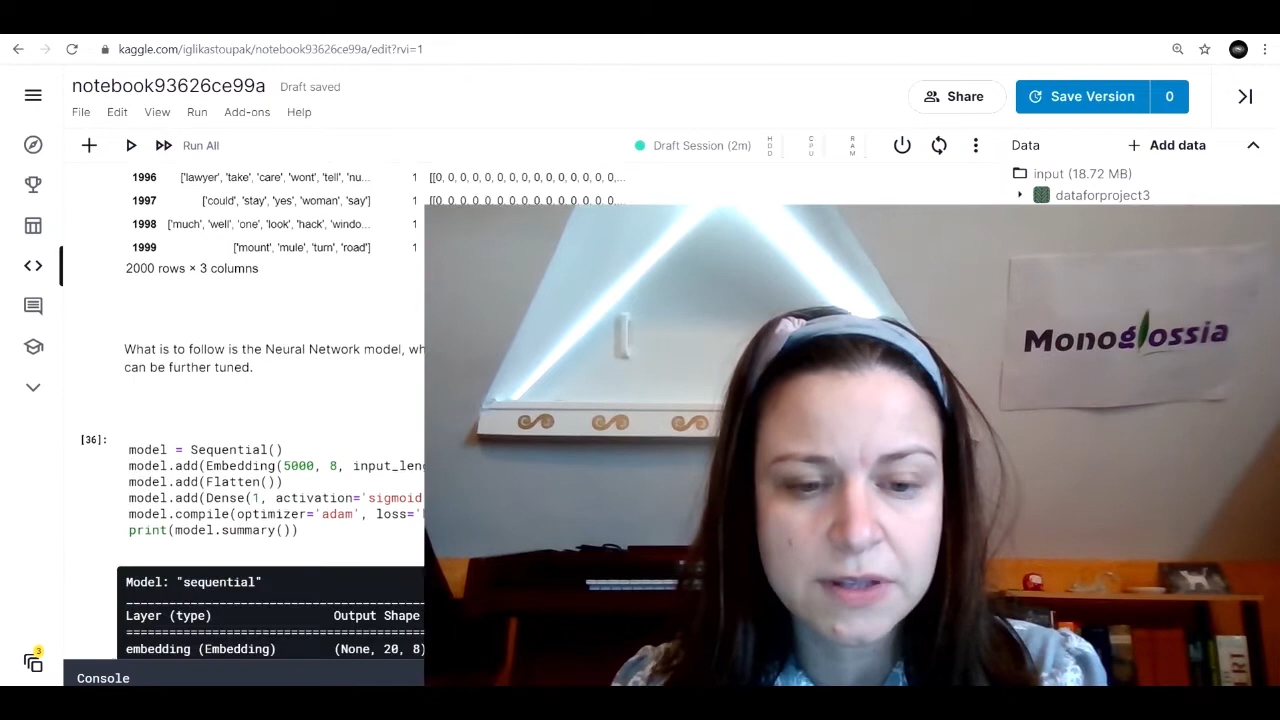 kaggle.com/iglikastoupak/notebook93626ce99a/edit?rvi=1
notebook93626ce99a Draft saved
File Edit View Run Add-ons Help
Share
Save Version 0
Run All
Draft Session (2m)
HDD
CPU
RAM
Data
Add data
input (18.72 MB)
dataforproject3
1996 ['lawyer', 'take', 'care', 'wont', 'tell', 'nu... 1 [[0, 0, 0, 0, 0, 0, 0, 0, 0, 0, 0, 0, 0, 0, 0,...
1997 ['could', 'stay', 'yes', 'woman', 'say'] 1 [[0, 0, 0, 0, 0, 0, 0, 0, 0, 0, 0, 0, 0, 0, 0,...
1998 ['much', 'well', 'one', 'look', 'hack', 'windo... 1
1999 ['mount', 'mule', 'turn', 'road'] 1
2000 rows × 3 columns
What is to follow is the Neural Network model, wh
can be further tuned.
[36]:
model = Sequential()
model.add(Embedding(5000, 8, input_leng
model.add(Flatten())
model.add(Dense(1, activation='sigmoid'
model.compile(optimizer='adam', loss='b
print(model.summary())
Model: "sequential"
Layer (type) Output Shape
embedding (Embedding) (None, 20, 8)
Console
3
Monoglossia